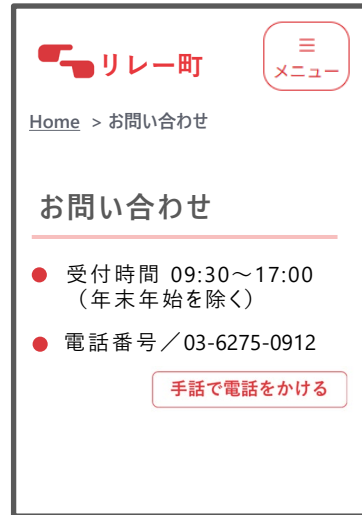 リレー町
メニュー
Home > お問い合わせ
お問い合わせ
受付時間 09:30～17:00
（年末年始を除く）
電話番号／03-6275-0912
手話で電話をかける